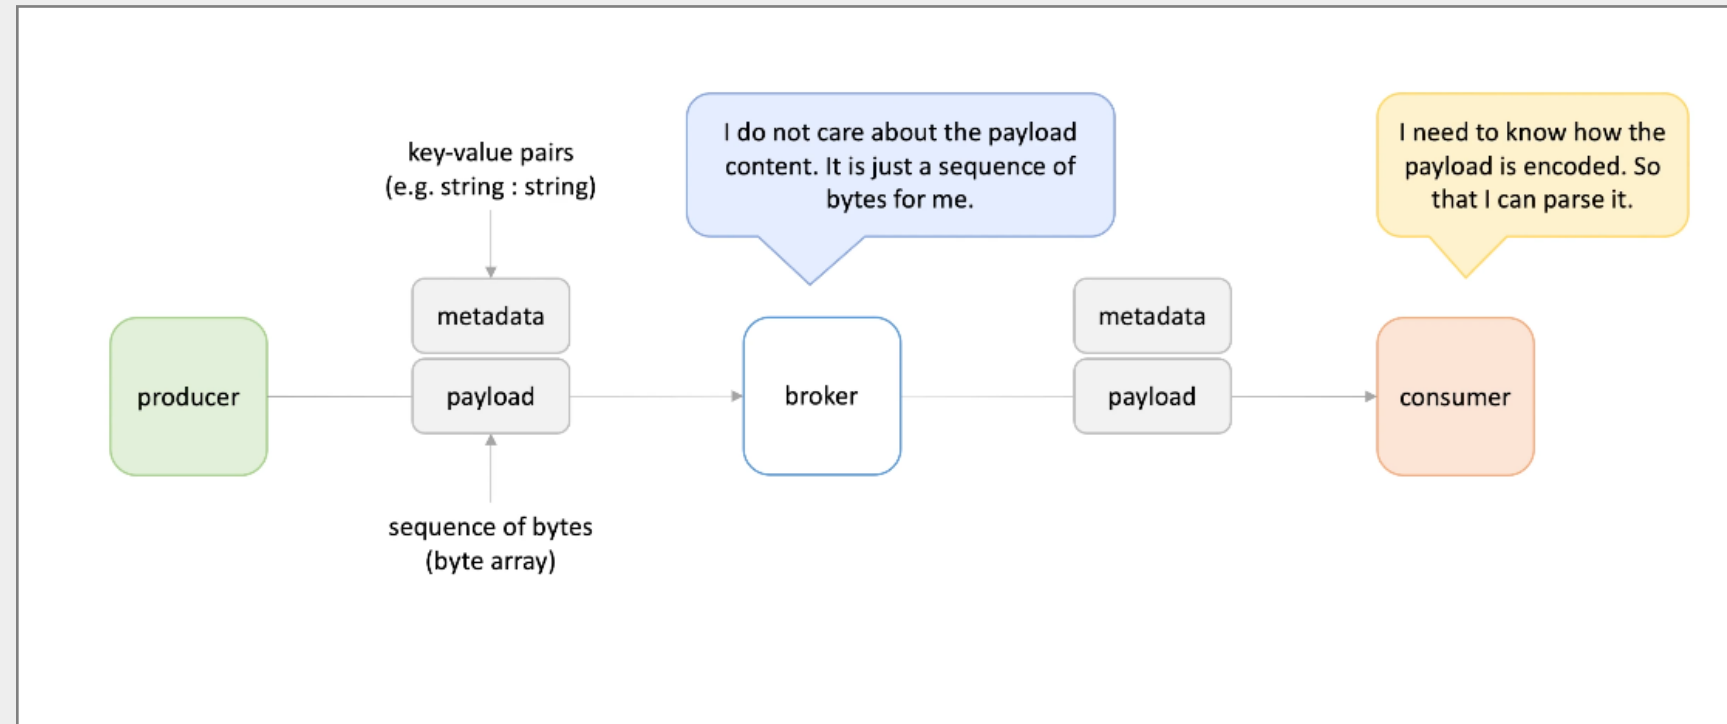 key-value pairs
(e.g. string : string)
I do not care about the payload
content. It is just a sequence of
bytes for me.
I need to know how the
payload is encoded. So
that I can parse it.
metadata
metadata
producer
payload
broker
payload
consumer
sequence of bytes
(byte array)